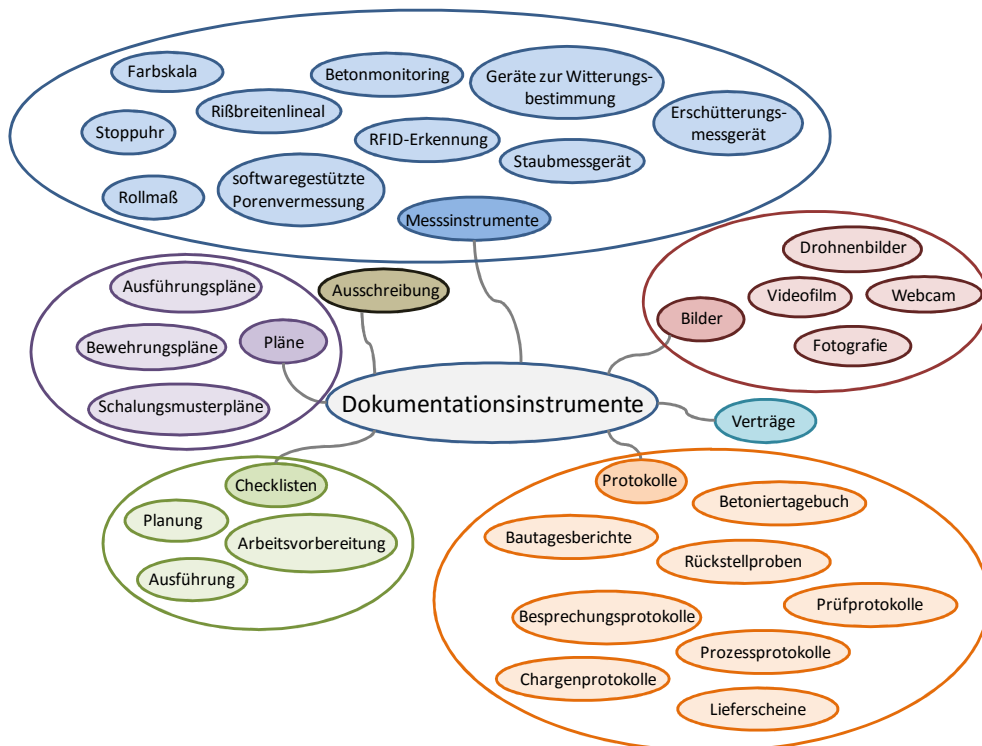 Farbskala
Betonmonitoring
Geräte zur Witterungs-
bestimmung
Rißbreitenlineal
Erschütterungs-
messgerät
Stoppuhr
RFID-Erkennung
Staubmessgerät
softwaregestützte
Porenvermessung
Rollmaß
Messsinstrumente
Drohnenbilder
Ausführungspläne
Ausschreibung
Videofilm
Webcam
Bilder
Bewehrungspläne
Pläne
Fotografie
Schalungsmusterpläne
Dokumentationsinstrumente
Verträge
Checklisten
Protokolle
Betoniertagebuch
Planung
Arbeitsvorbereitung
Bautagesberichte
Rückstellproben
Ausführung
Prüfprotokolle
Besprechungsprotokolle
Prozessprotokolle
Chargenprotokolle
Lieferscheine